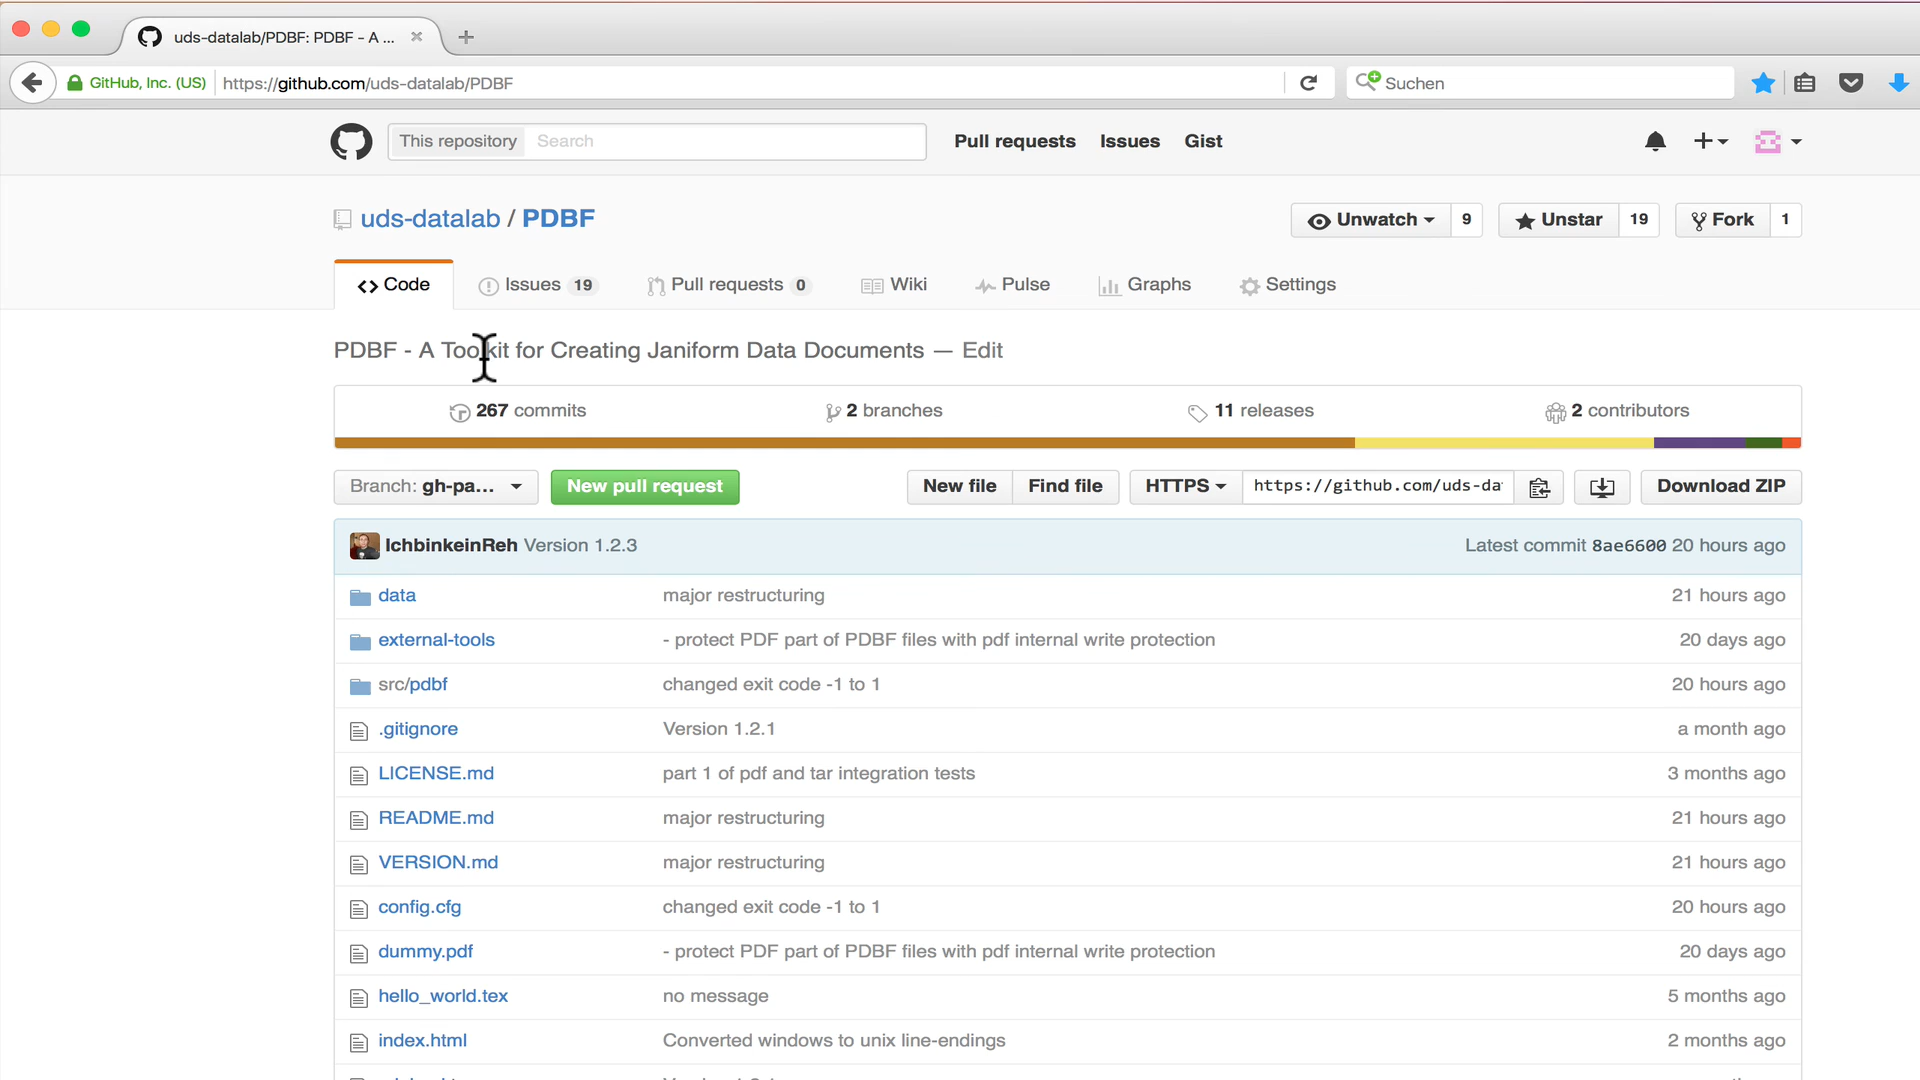 uds-datalab/PDBF: PDBF - A ...
GitHub, Inc. (US) https://github.com/uds-datalab/PDBF Suchen
This repository Search Pull requests Issues Gist
uds-datalab / PDBF Unwatch 9 Unstar 19 Fork 1
Code Issues 19 Pull requests 0 Wiki Pulse Graphs Settings
PDBF - A Toolkit for Creating Janiform Data Documents — Edit
267 commits 2 branches 11 releases 2 contributors
Branch: gh-pa... New pull request New file Find file HTTPS https://github.com/uds-da Download ZIP
IchbinkeinReh Version 1.2.3 Latest commit 8ae6600 20 hours ago
data major restructuring 21 hours ago
external-tools - protect PDF part of PDBF files with pdf internal write protection 20 days ago
src/pdbf changed exit code -1 to 1 20 hours ago
.gitignore Version 1.2.1 a month ago
LICENSE.md part 1 of pdf and tar integration tests 3 months ago
README.md major restructuring 21 hours ago
VERSION.md major restructuring 21 hours ago
config.cfg changed exit code -1 to 1 20 hours ago
dummy.pdf - protect PDF part of PDBF files with pdf internal write protection 20 days ago
hello_world.tex no message 5 months ago
index.html Converted windows to unix line-endings 2 months ago